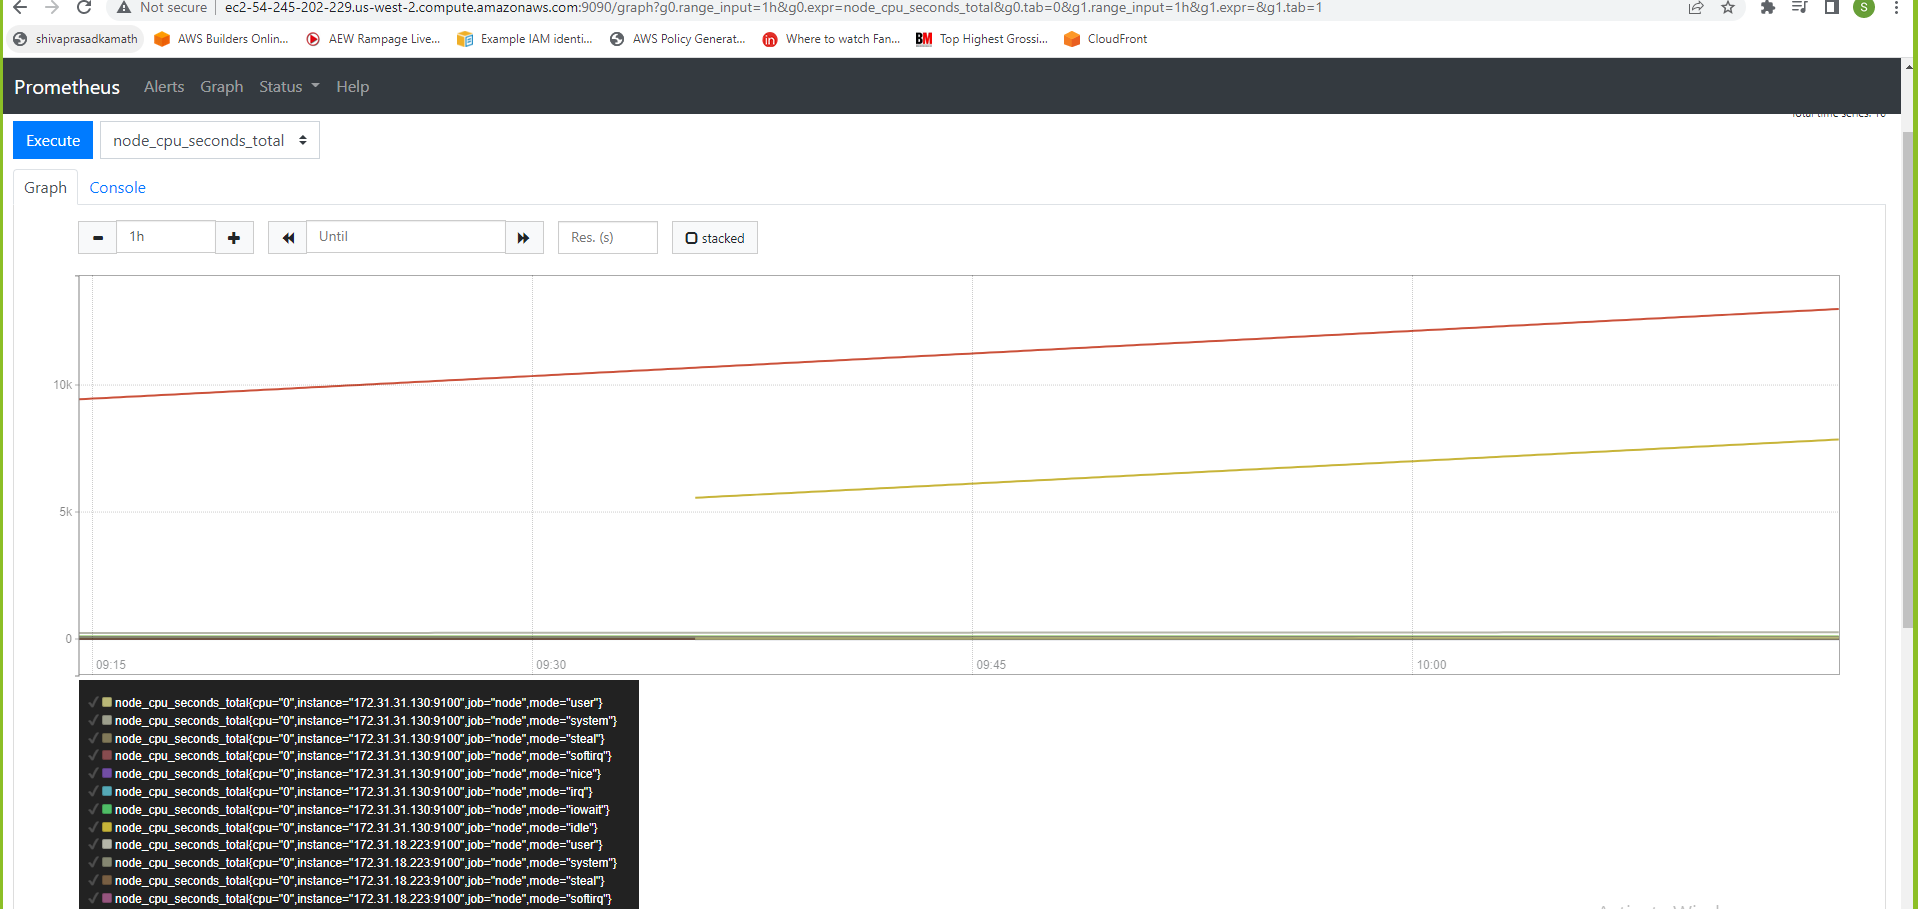 Not secure ec2-54-245-202-229.us-west-2.compute.amazonaws.com:9090/graph?g0.range_input=1h&g0.expr=node_cpu_seconds_total&g0.tab=0&g1.range_input=1h&g1.expr=&g1.tab=1 S
shivaprasadkamath AWS Builders Onlin... AEW Rampage Live... Example IAM identi... AWS Policy Generat... Where to watch Fan... BM Top Highest Grossi... CloudFront
Prometheus Alerts Graph Status Help
Total time series: 16
Execute node_cpu_seconds_total
Graph Console
1h Until Res. (s) stacked
10k
5k
0
09:15 09:30 09:45 10:00
node_cpu_seconds_total{cpu="0",instance="172.31.31.130:9100",job="node",mode="user"}
node_cpu_seconds_total{cpu="0",instance="172.31.31.130:9100",job="node",mode="system"}
node_cpu_seconds_total{cpu="0",instance="172.31.31.130:9100",job="node",mode="steal"}
node_cpu_seconds_total{cpu="0",instance="172.31.31.130:9100",job="node",mode="softirq"}
node_cpu_seconds_total{cpu="0",instance="172.31.31.130:9100",job="node",mode="nice"}
node_cpu_seconds_total{cpu="0",instance="172.31.31.130:9100",job="node",mode="irq"}
node_cpu_seconds_total{cpu="0",instance="172.31.31.130:9100",job="node",mode="iowait"}
node_cpu_seconds_total{cpu="0",instance="172.31.31.130:9100",job="node",mode="idle"}
node_cpu_seconds_total{cpu="0",instance="172.31.18.223:9100",job="node",mode="user"}
node_cpu_seconds_total{cpu="0",instance="172.31.18.223:9100",job="node",mode="system"}
node_cpu_seconds_total{cpu="0",instance="172.31.18.223:9100",job="node",mode="steal"}
node_cpu_seconds_total{cpu="0",instance="172.31.18.223:9100",job="node",mode="softirq"}